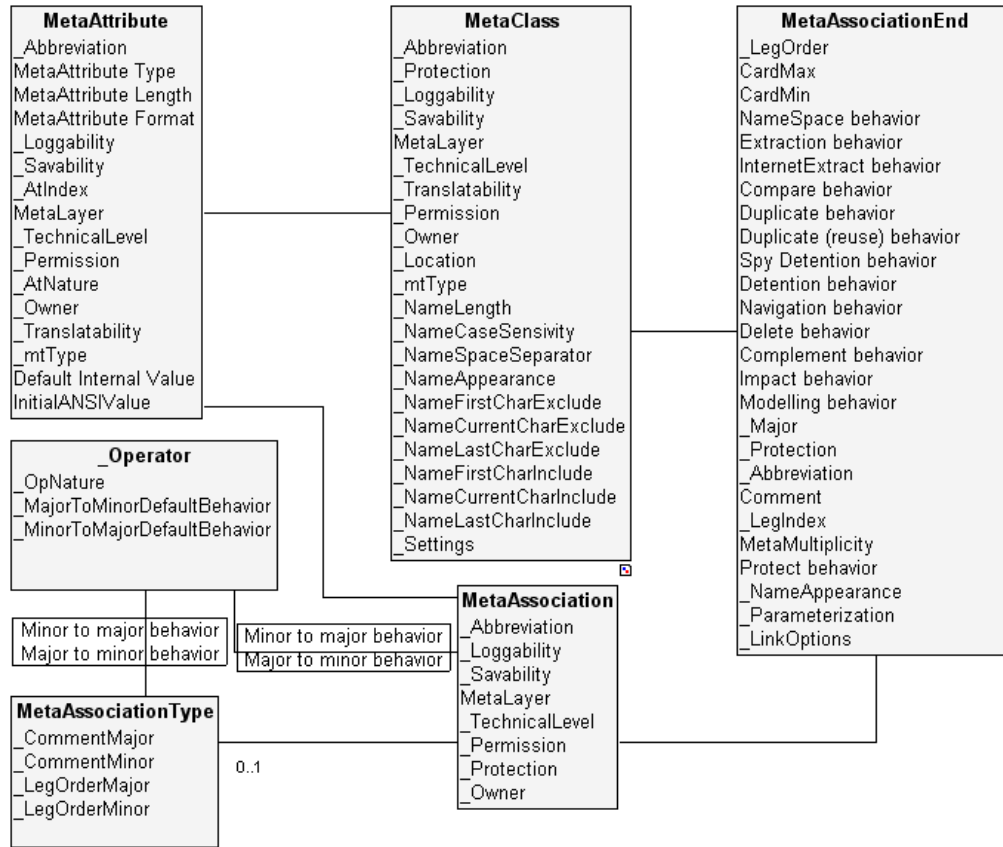 MetaAttribute
_Abbreviation
MetaAttribute Type
MetaAttribute Length
MetaAttribute Format
_Loggability
_Savability
_AtIndex
MetaLayer
_TechnicalLevel
_Permission
_AtNature
_Owner
_Translatability
_mtType
Default Internal Value
InitialANSIValue
MetaClass
_Abbreviation
_Protection
_Loggability
_Savability
MetaLayer
_TechnicalLevel
_Translatability
_Permission
_Owner
_Location
_mtType
_NameLength
_NameCaseSensivity
_NameSpaceSeparator
_NameAppearance
_NameFirstCharExclude
_NameCurrentCharExclude
_NameLastCharExclude
_NameFirstCharInclude
_NameCurrentCharInclude
_NameLastCharInclude
_Settings
MetaAssociationEnd
_LegOrder
CardMax
CardMin
NameSpace behavior
Extraction behavior
InternetExtract behavior
Compare behavior
Duplicate behavior
Duplicate (reuse) behavior
Spy Detention behavior
Detention behavior
Navigation behavior
Delete behavior
Complement behavior
Impact behavior
Modelling behavior
_Major
_Protection
_Abbreviation
Comment
_LegIndex
MetaMultiplicity
Protect behavior
_NameAppearance
_Parameterization
_LinkOptions
_Operator
_OpNature
_MajorToMinorDefaultBehavior
_MinorToMajorDefaultBehavior
Minor to major behavior
Major to minor behavior
Minor to major behavior
Major to minor behavior
MetaAssociation
_Abbreviation
_Loggability
_Savability
MetaLayer
_TechnicalLevel
_Permission
_Protection
_Owner
MetaAssociationType
_CommentMajor
_CommentMinor
_LegOrderMajor
_LegOrderMinor
0..1